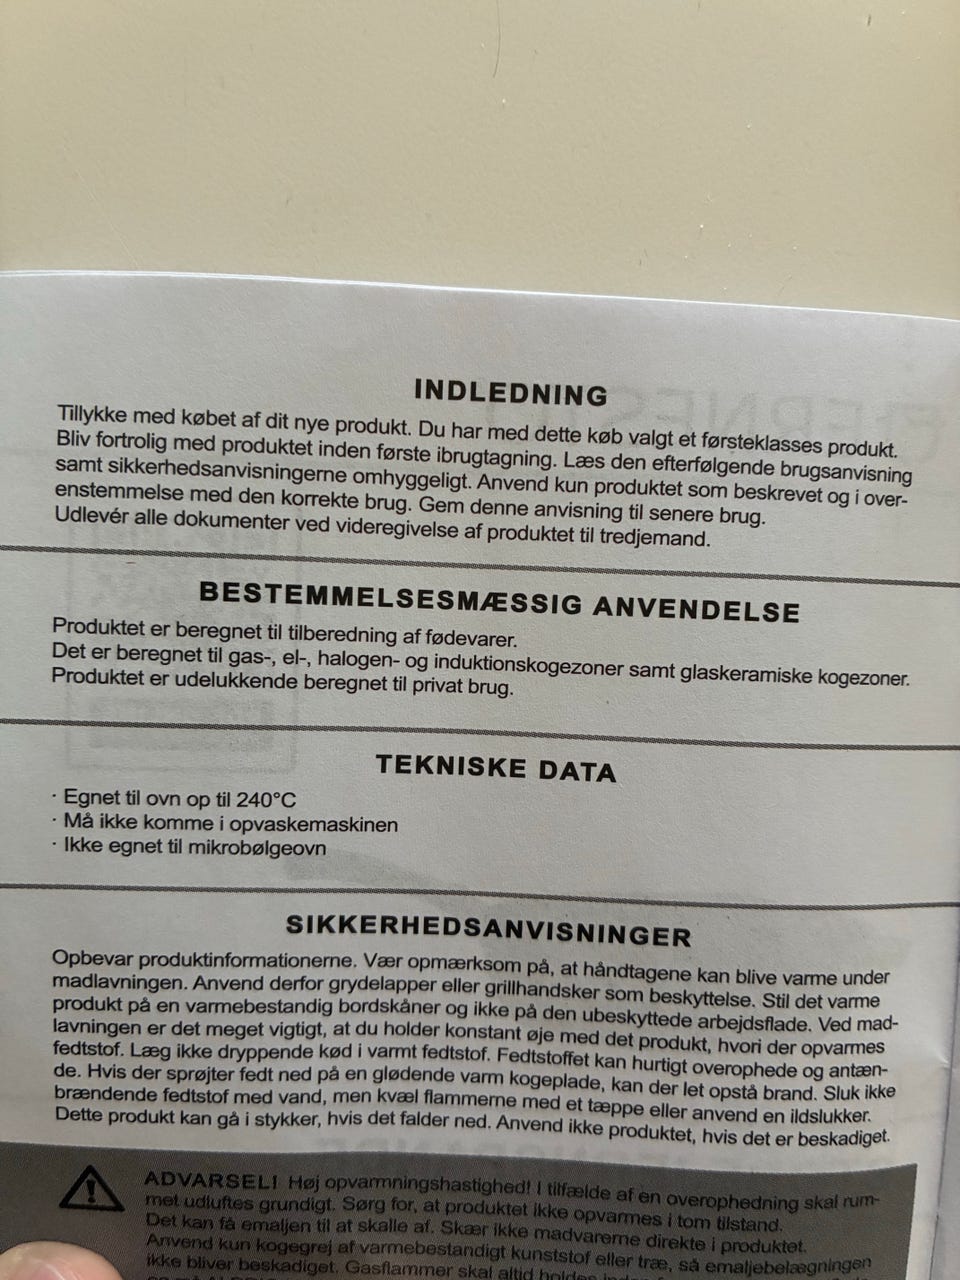 INDLEDNING
Tillykke med købet af dit nye produkt. Du har med dette køb valgt et førsteklasses produkt.
Bliv fortrolig med produktet inden første ibrugtagning. Læs den efterfølgende brugsanvisning
samt sikkerhedsanvisningerne omhyggeligt. Anvend kun produktet som beskrevet og i over-
enstemmelse med den korrekte brug. Gem denne anvisning til senere brug.
Udlevér alle dokumenter ved videregivelse af produktet til tredjemand.
BESTEMMELSESMÆSSIG ANVENDELSE
Produktet er beregnet til tilberedning af fødevarer.
Det er beregnet til gas-, el-, halogen- og induktionskogezoner samt glaskeramiske kogezoner.
Produktet er udelukkende beregnet til privat brug.
TEKNISKE DATA
· Egnet til ovn op til 240°C
· Må ikke komme i opvaskemaskinen
· Ikke egnet til mikrobølgeovn
SIKKERHEDSANVISNINGER
Opbevar produktinformationerne. Vær opmærksom på, at håndtagene kan blive varme under
madlavningen. Anvend derfor grydelapper eller grillhandsker som beskyttelse. Stil det varme
produkt på en varmebestandig bordskåner og ikke på den ubeskyttede arbejdsflade. Ved mad-
lavningen er det meget vigtigt, at du holder konstant øje med det produkt, hvori der opvarmes
fedtstof. Læg ikke dryppende kød i varmt fedtstof. Fedtstoffet kan hurtigt overophede og antæn-
de. Hvis der sprøjter fedt ned på en glødende varm kogeplade, kan der let opstå brand. Sluk ikke
brændende fedtstof med vand, men kvæl flammerne med et tæppe eller anvend en ildslukker.
Dette produkt kan gå i stykker, hvis det falder ned. Anvend ikke produktet, hvis det er beskadiget.
ADVARSEL! Høj opvarmningshastighed! I tilfælde af en overophedning skal rum-
met udluftes grundigt. Sørg for, at produktet ikke opvarmes i tom tilstand.
Det kan få emaljen til at skalle af. Skær ikke madvarerne direkte i produktet.
Anvend kun kogegrej af varmebestandigt kunststof eller træ, så emaljebelægningen
ikke bliver beskadiget. Gasflammer skal altid holdes